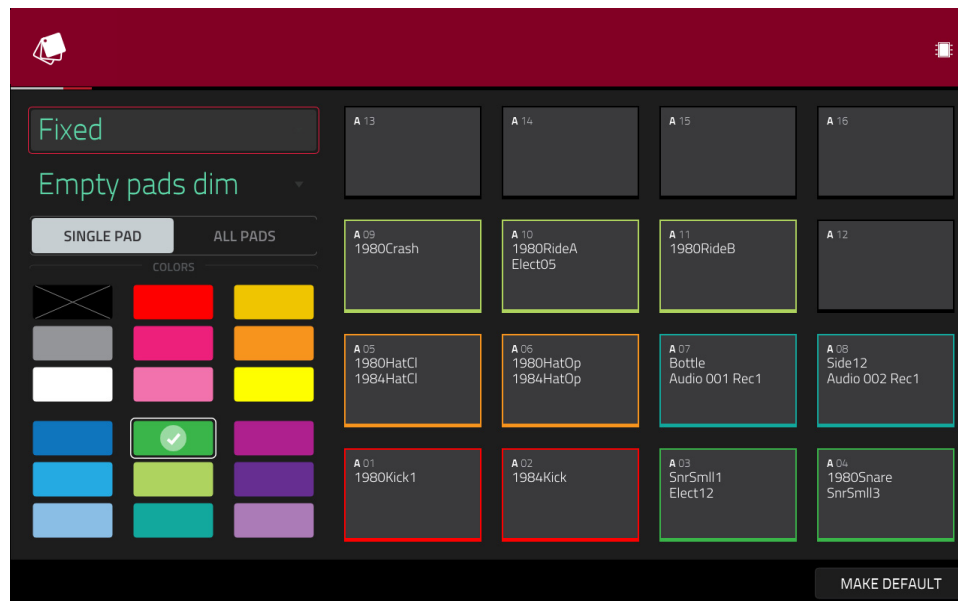 Fixed
Empty pads dim
SINGLE PAD
ALL PADS
COLORS
A 13
A 14
A 15
A 16
A 09
1980Crash
A 10
1980RideA
Elect05
A 11
1980RideB
A 12
A 05
1980HatCl
1984HatCl
A 06
1980HatOp
1984HatOp
A 07
Bottle
Audio 001 Rec1
A 08
Side12
Audio 002 Rec1
A 01
1980Kick1
A 02
1984Kick
A 03
SnrSmll1
Elect12
A 04
1980Snare
SnrSmll3
MAKE DEFAULT